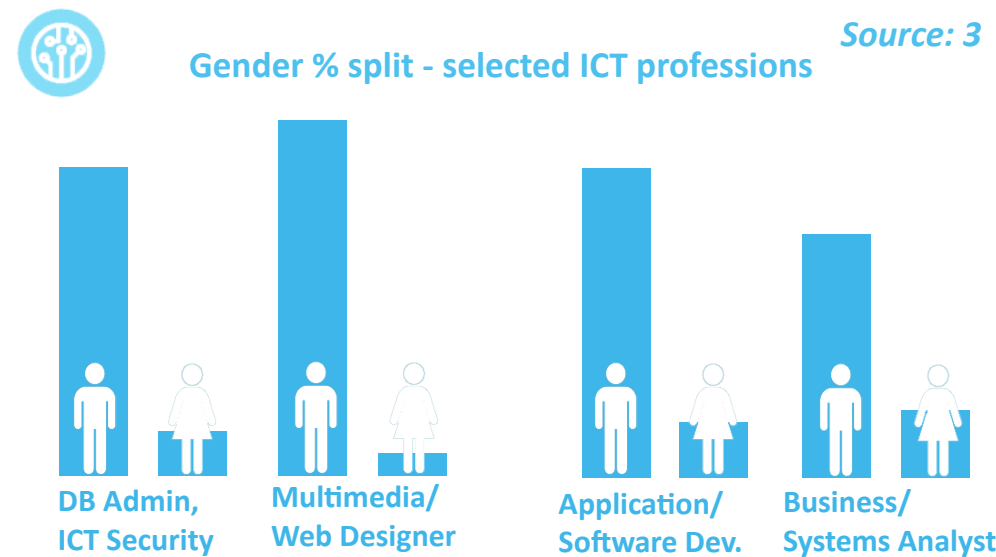 Source: 3
Gender % split - selected ICT professions
DB Admin,
ICT Security
Multimedia/
Web Designer
Application/
Software Dev.
Business/
Systems Analyst